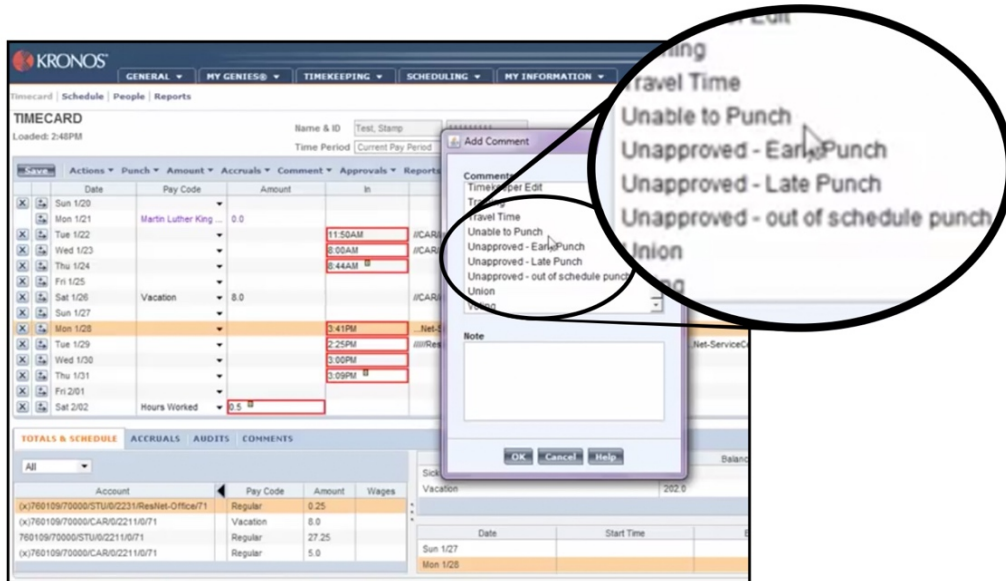 KRONOS
GENERAL MY GENIES® TIMEKEEPING SCHEDULING MY INFORMATION
Timecard | Schedule | People | Reports
TIMECARD
Loaded: 2:48PM
Name & ID Test, Stamp
Time Period Current Pay Period
Save Actions Punch Amount Accruals Comment Approvals Reports
Date Pay Code Amount In
Sun 1/20
Mon 1/21 Martin Luther King ... 0.0
Tue 1/22 11:50AM //CAR/
Wed 1/23 8:00AM //CAR/
Thu 1/24 8:44AM
Fri 1/25
Sat 1/26 Vacation 8.0 //CAR/
Sun 1/27
Mon 1/28 3:41PM ...Net-S
Tue 1/29 2:25PM /////Res ..Net-ServiceC
Wed 1/30 3:00PM
Thu 1/31 3:09PM
Fri 2/01
Sat 2/02 Hours Worked 0.5
Add Comment
Comments
Timekeeper Edit
Training
Travel Time
Unable to Punch
Unapproved - Early Punch
Unapproved - Late Punch
Unapproved - out of schedule punch
Union
Voting
Note
OK Cancel Help
Edit
Travel Time
Unable to Punch
Unapproved - Early Punch
Unapproved - Late Punch
Unapproved - out of schedule punch
Union
TOTALS & SCHEDULE ACCRUALS AUDITS COMMENTS
All
Account Pay Code Amount Wages
(x)760109/70000/STU/0/2231/ResNet-Office/71 Regular 0.25
(x)760109/70000/CAR/0/2211/0/71 Vacation 8.0
760109/70000/STU/0/2211/0/71 Regular 27.25
(x)760109/70000/CAR/0/2211/0/71 Regular 5.0
Balanc
Sick
Vacation 202.0
Date Start Time E
Sun 1/27
Mon 1/28